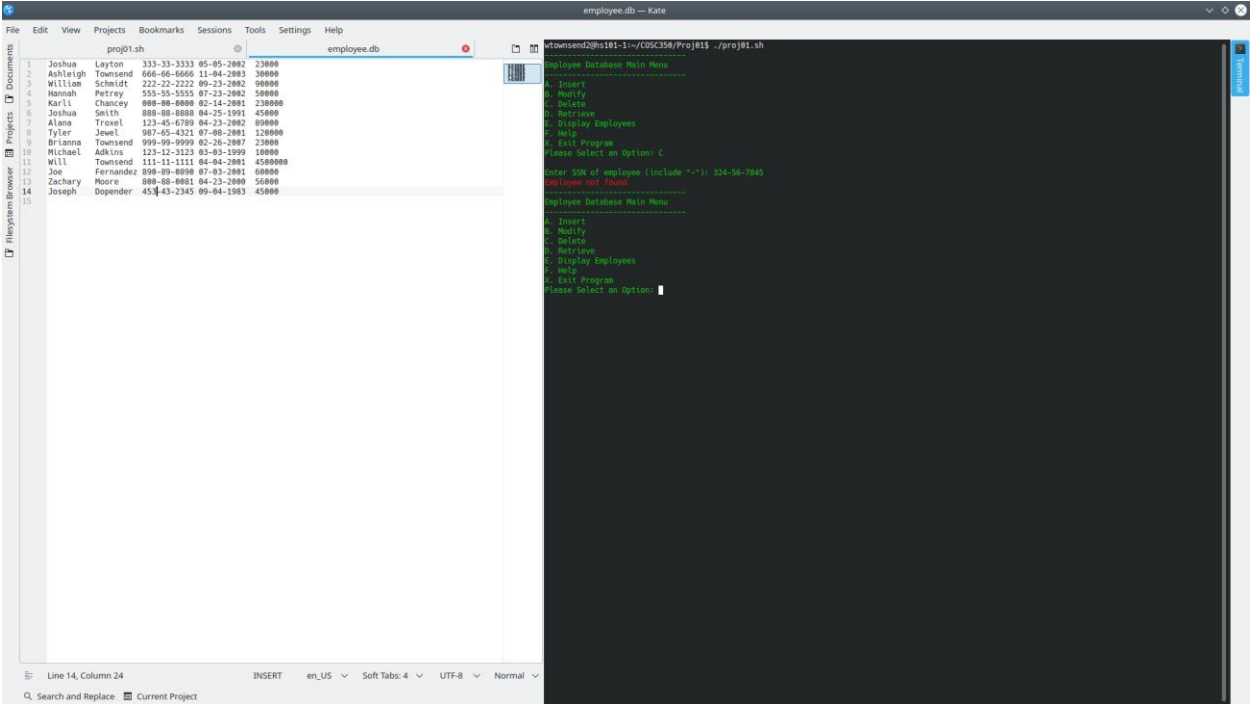 employee.db — Kate
File Edit View Projects Bookmarks Sessions Tools Settings Help
proj01.sh employee.db
Documents
Projects
Filesystem Browser
1 Joshua Layton 333-33-3333 05-05-2002 23000
2 Ashleigh Townsend 666-66-6666 11-04-2003 30000
3 William Schmidt 222-22-2222 09-23-2002 90000
4 Hannah Petrey 555-55-5555 07-23-2002 50000
5 Karli Chancey 000-00-0000 02-14-2001 230000
6 Joshua Smith 888-88-8888 04-25-1991 45000
7 Alana Troxel 123-45-6789 04-23-2002 89000
8 Tyler Jewel 987-65-4321 07-08-2001 120000
9 Brianna Townsend 999-99-9999 02-26-2007 23000
10 Michael Adkins 123-12-3123 03-03-1999 10000
11 Will Townsend 111-11-1111 04-04-2001 4500000
12 Joe Fernandez 890-89-0890 07-03-2001 60000
13 Zachary Moore 800-88-0081 04-23-2000 56000
14 Joseph Dopender 453-43-2345 09-04-1983 45000
15
Line 14, Column 24 INSERT en_US Soft Tabs: 4 UTF-8 Normal
Search and Replace Current Project
wtownsend2@hs101-1:~/COSC350/Proj01$ ./proj01.sh
--------------------------------
Employee Database Main Menu
--------------------------------
A. Insert
B. Modify
C. Delete
D. Retrieve
E. Display Employees
F. Help
X. Exit Program
Please Select an Option: C
Enter SSN of employee (include "-"): 324-56-7845
Employee not found
--------------------------------
Employee Database Main Menu
--------------------------------
A. Insert
B. Modify
C. Delete
D. Retrieve
E. Display Employees
F. Help
X. Exit Program
Please Select an Option:
Terminal